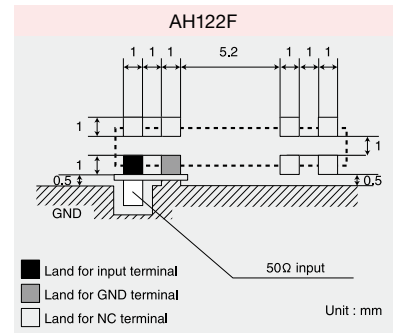 AH122F
1 1 1 5.2 1 1 1
1
1
1
0.5
0.5
GND
50Ω input
Land for input terminal
Land for GND terminal
Land for NC terminal
Unit : mm